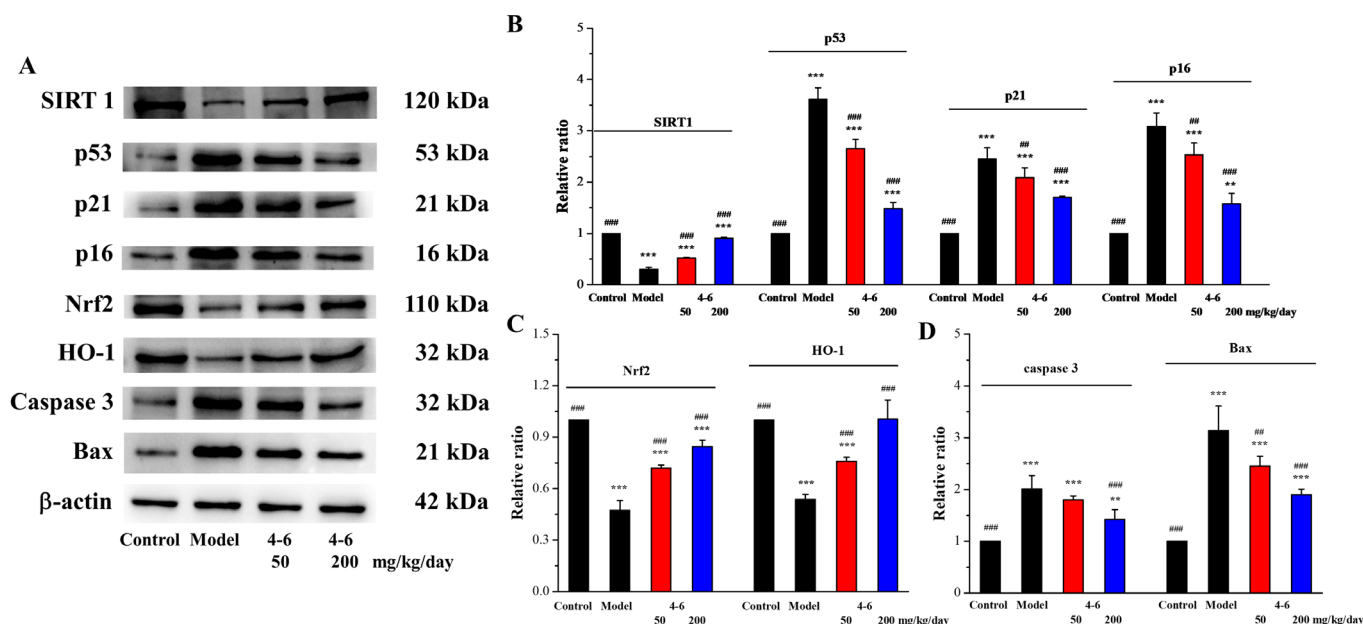 A
SIRT 1 120 kDa
p53 53 kDa
p21 21 kDa
p16 16 kDa
Nrf2 110 kDa
HO-1 32 kDa
Caspase 3 32 kDa
Bax 21 kDa
β-actin 42 kDa
Control Model 4-6 4-6
50 200 mg/kg/day
B
Relative ratio
5
4
3
2
1
0
SIRT1
p53
p21
p16
### *** ### *** ### ***
### *** ### *** ### ***
### *** ## *** ### ***
### *** ## *** ### **
Control Model 4-6 Control Model 4-6 Control Model 4-6 Control Model 4-6
50 200 50 200 50 200 50 200 mg/kg/day
C
Relative ratio
1.5
1.2
0.9
0.6
0.3
0.0
Nrf2
HO-1
### *** ### *** ### ***
### *** ### *** ###
Control Model 4-6 Control Model 4-6
50 200 50 200 mg/kg/day
D
Relative ratio
5
4
3
2
1
0
caspase 3
Bax
### *** *** ### **
### *** ## *** ### ***
Control Model 4-6 Control Model 4-6
50 200 50 200 mg/kg/day